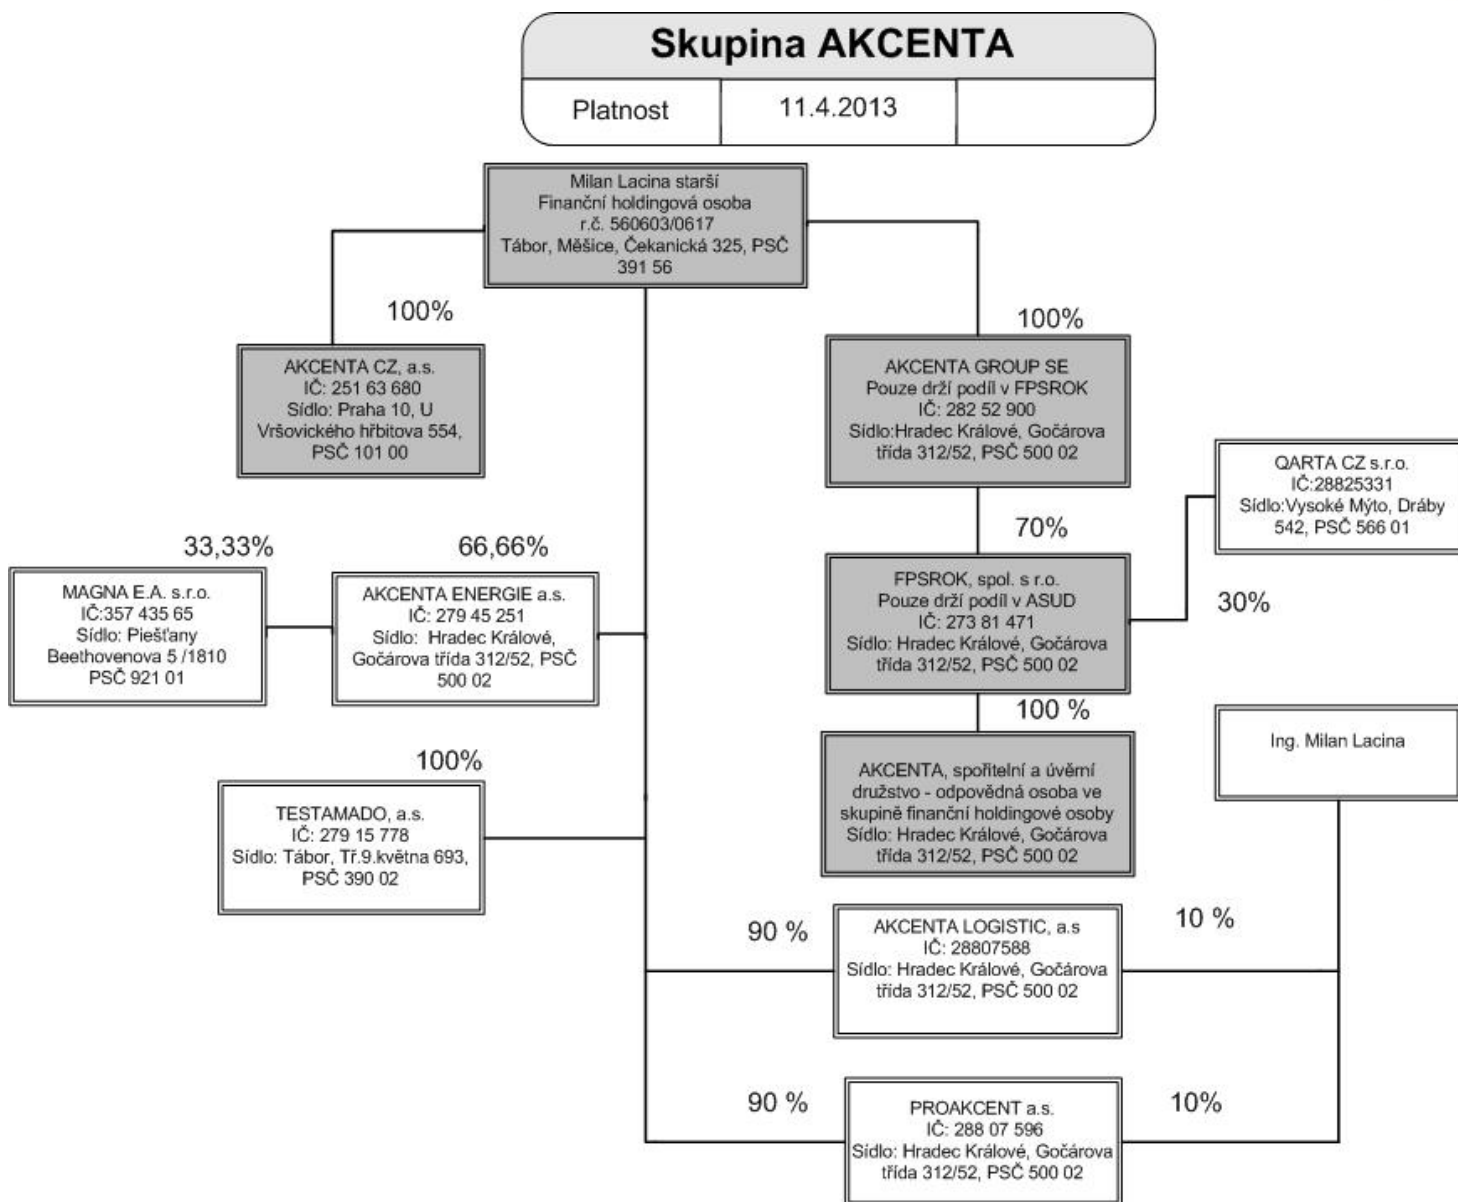 Skupina AKCENTA
Platnost
11.4.2013
Milan Lacina starší
Finanční holdingová osoba
r.č. 560603/0617
Tábor, Měšice, Čekanická 325, PSČ
391 56
100%
100%
AKCENTA CZ, a.s.
IČ: 251 63 680
Sídlo: Praha 10, U
Vršovického hřbitova 554,
PSČ 101 00
AKCENTA GROUP SE
Pouze drží podíl v FPSROK
IČ: 282 52 900
Sídlo:Hradec Králové, Gočárova
třída 312/52, PSČ 500 02
QARTA CZ s.r.o.
IČ:28825331
Sídlo:Vysoké Mýto, Dráby
542, PSČ 566 01
33,33%
66,66%
70%
30%
MAGNA E.A. s.r.o.
IČ:357 435 65
Sídlo: Piešťany
Beethovenova 5 /1810
PSČ 921 01
AKCENTA ENERGIE a.s.
IČ: 279 45 251
Sídlo:  Hradec Králové,
Gočárova třída 312/52, PSČ
500 02
FPSROK, spol. s r.o.
Pouze drží podíl v ASUD
IČ: 273 81 471
Sídlo: Hradec Králové, Gočárova
třída 312/52, PSČ 500 02
100 %
Ing. Milan Lacina
100%
TESTAMADO, a.s.
IČ: 279 15 778
Sídlo: Tábor, Tř.9.května 693,
PSČ 390 02
AKCENTA, spořitelní a úvěrní
družstvo - odpovědná osoba ve
skupině finanční holdingové osoby
Sídlo: Hradec Králové, Gočárova
třída 312/52, PSČ 500 02
90 %
10 %
AKCENTA LOGISTIC, a.s
IČ: 28807588
Sídlo: Hradec Králové, Gočárova
třída 312/52, PSČ 500 02
90 %
10%
PROAKCENT a.s.
IČ: 288 07 596
Sídlo: Hradec Králové, Gočárova
třída 312/52, PSČ 500 02